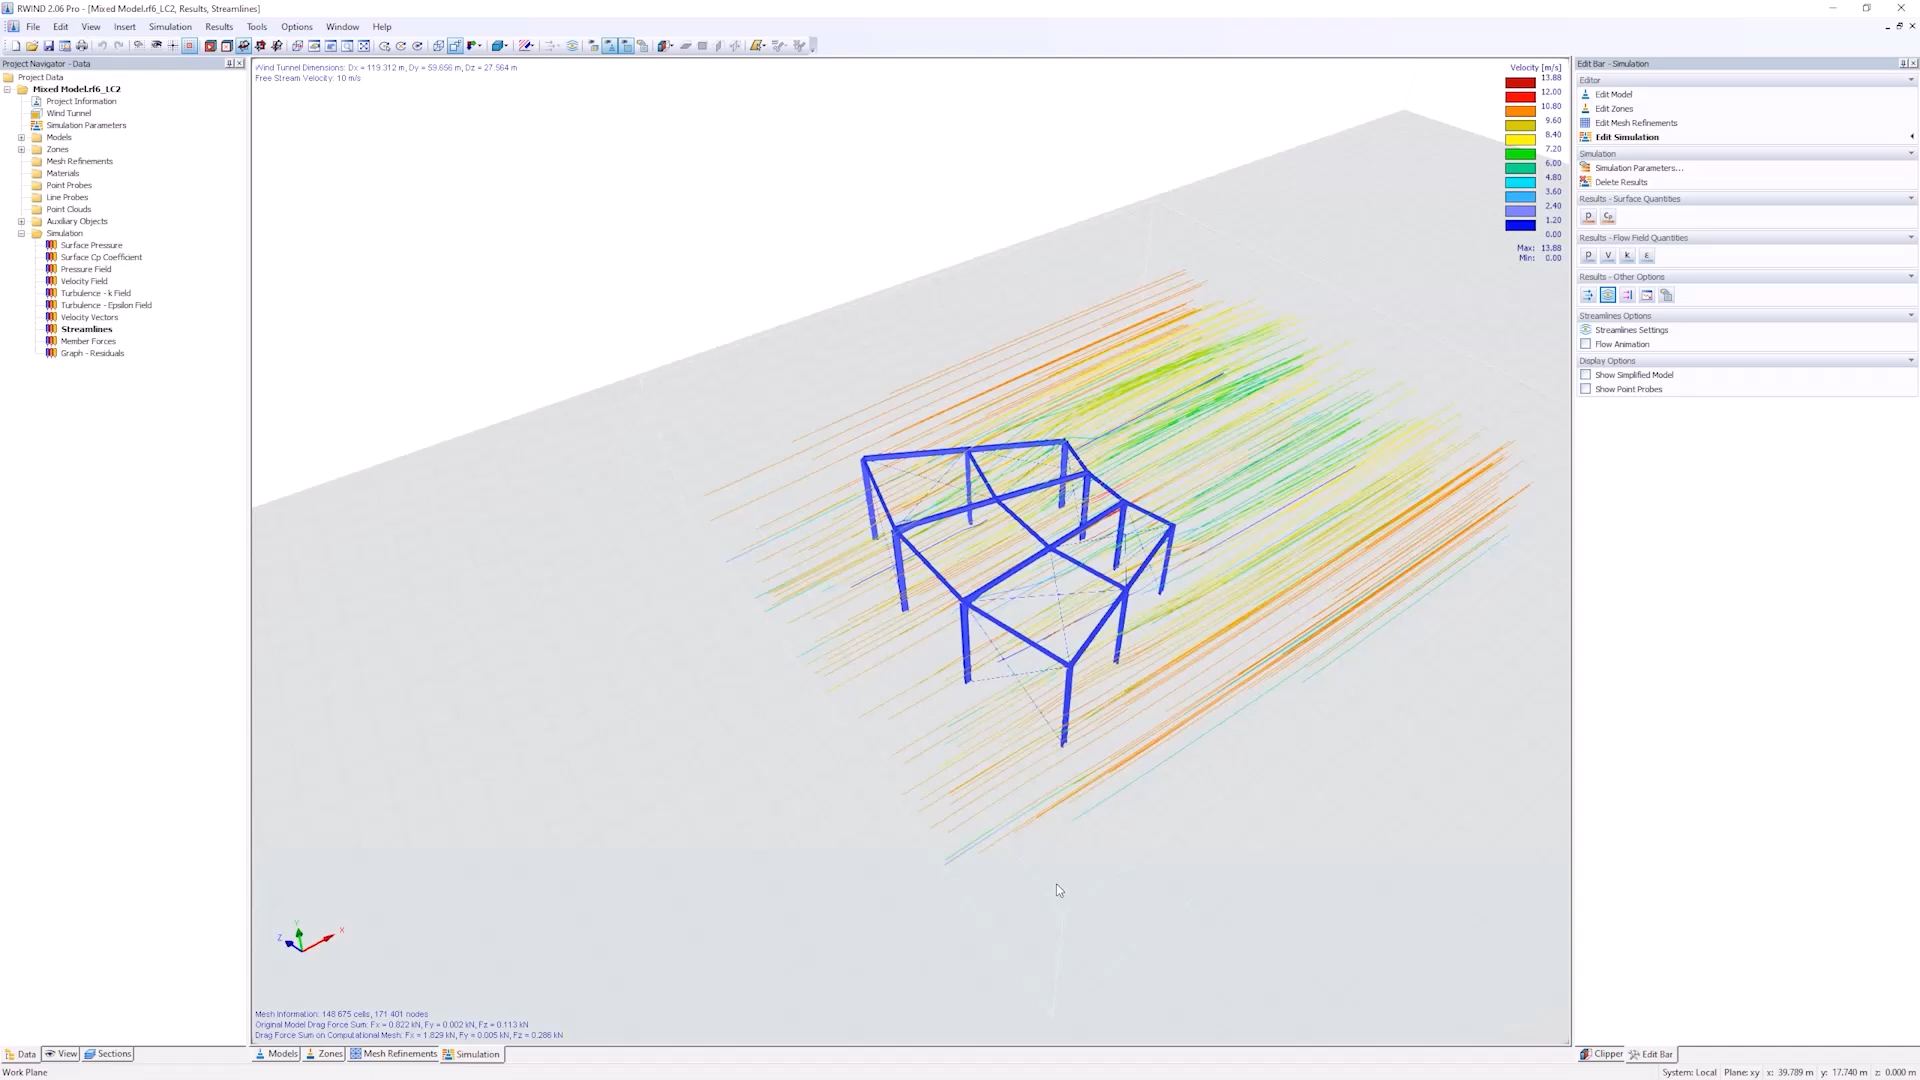 RWIND 2.06 Pro - [Mixed Model.rf6_LC2, Results, Streamlines]
File Edit View Insert Simulation Results Tools Options Window Help
Project Navigator - Data
Project Data
Mixed Model.rf6_LC2
Project Information
Wind Tunnel
Simulation Parameters
Models
Zones
Mesh Refinements
Materials
Point Probes
Line Probes
Point Clouds
Auxiliary Objects
Simulation
Surface Pressure
Surface Cp Coefficient
Pressure Field
Velocity Field
Turbulence - k Field
Turbulence - Epsilon Field
Velocity Vectors
Streamlines
Member Forces
Graph - Residuals
Wind Tunnel Dimensions: Dx = 119.312 m, Dy = 59.656 m, Dz = 27.564 m
Free Stream Velocity: 10 m/s
Velocity [m/s]
13.88
12.00
10.80
9.60
8.40
7.20
6.00
4.80
3.60
2.40
1.20
0.00
Max: 13.88
Min: 0.00
Y
X
Z
Mesh Information: 148 675 cells, 171 401 nodes
Original Model Drag Force Sum: Fx = 0.822 kN, Fy = 0.002 kN, Fz = 0.113 kN
Drag Force Sum on Computational Mesh: Fx = 1.829 kN, Fy = 0.005 kN, Fz = 0.286 kN
Edit Bar - Simulation
Editor
Edit Model
Edit Zones
Edit Mesh Refinements
Edit Simulation
Simulation
Simulation Parameters...
Delete Results
Results - Surface Quantities
p Cp
Results - Flow Field Quantities
p v k ε
Results - Other Options
Streamlines Options
Streamlines Settings
Flow Animation
Display Options
Show Simplified Model
Show Point Probes
Data View Sections
Models Zones Mesh Refinements Simulation
Clipper Edit Bar
Work Plane
System: Local Plane: xy x: 39.789 m y: 17.740 m z: 0.000 m